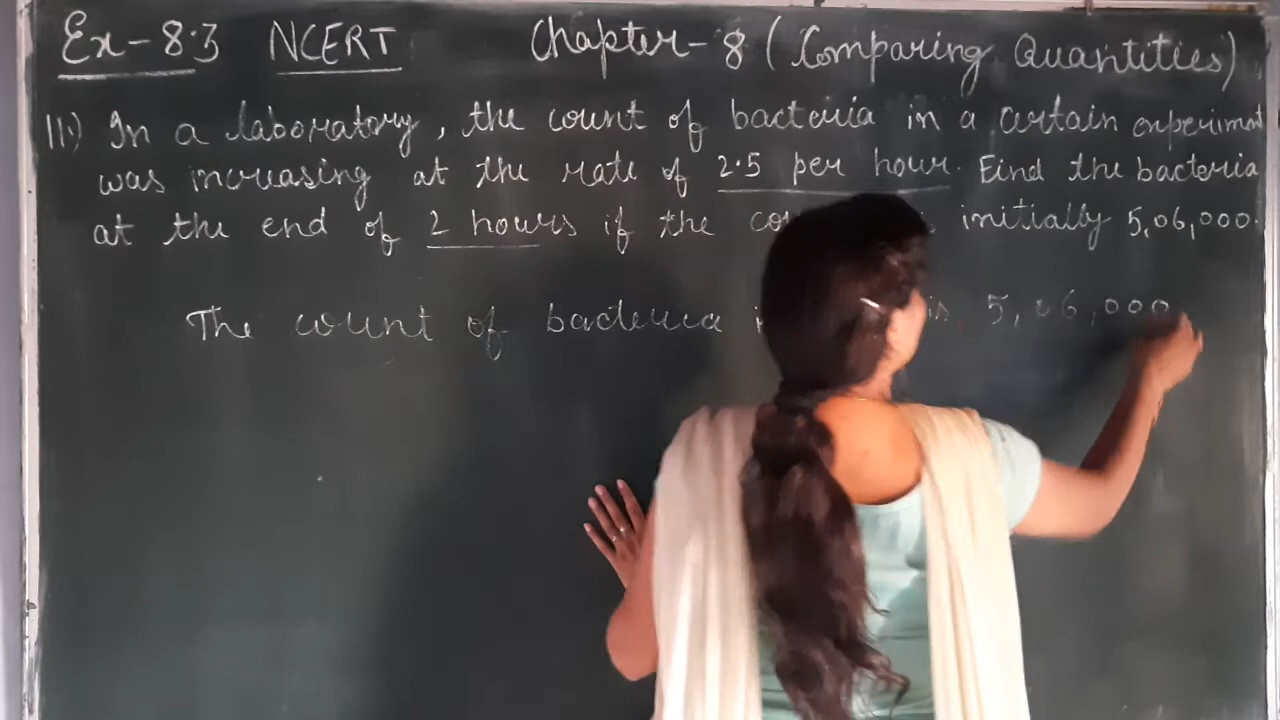 Ex-8.3 NCERT Chapter-8 (Comparing Quantities)
11.) In a laboratory, the count of bacteria in a certain experiment
was increasing at the rate of 2.5 per hour. Find the bacteria
at the end of 2 hours if the initially 5,06,000.
The count of bacteria is 5,06,000